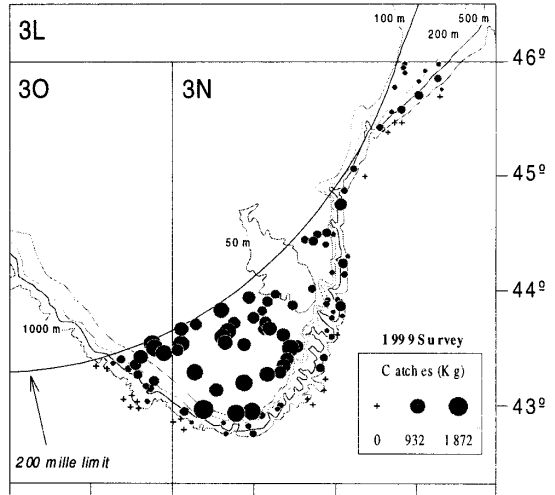 3L
100 m
500 m
200 m
46º
3O
3N
45º
50 m
44º
1000 m
1999 Survey
Catches (Kg)
+
0 932 1872
43º
200 mile limit